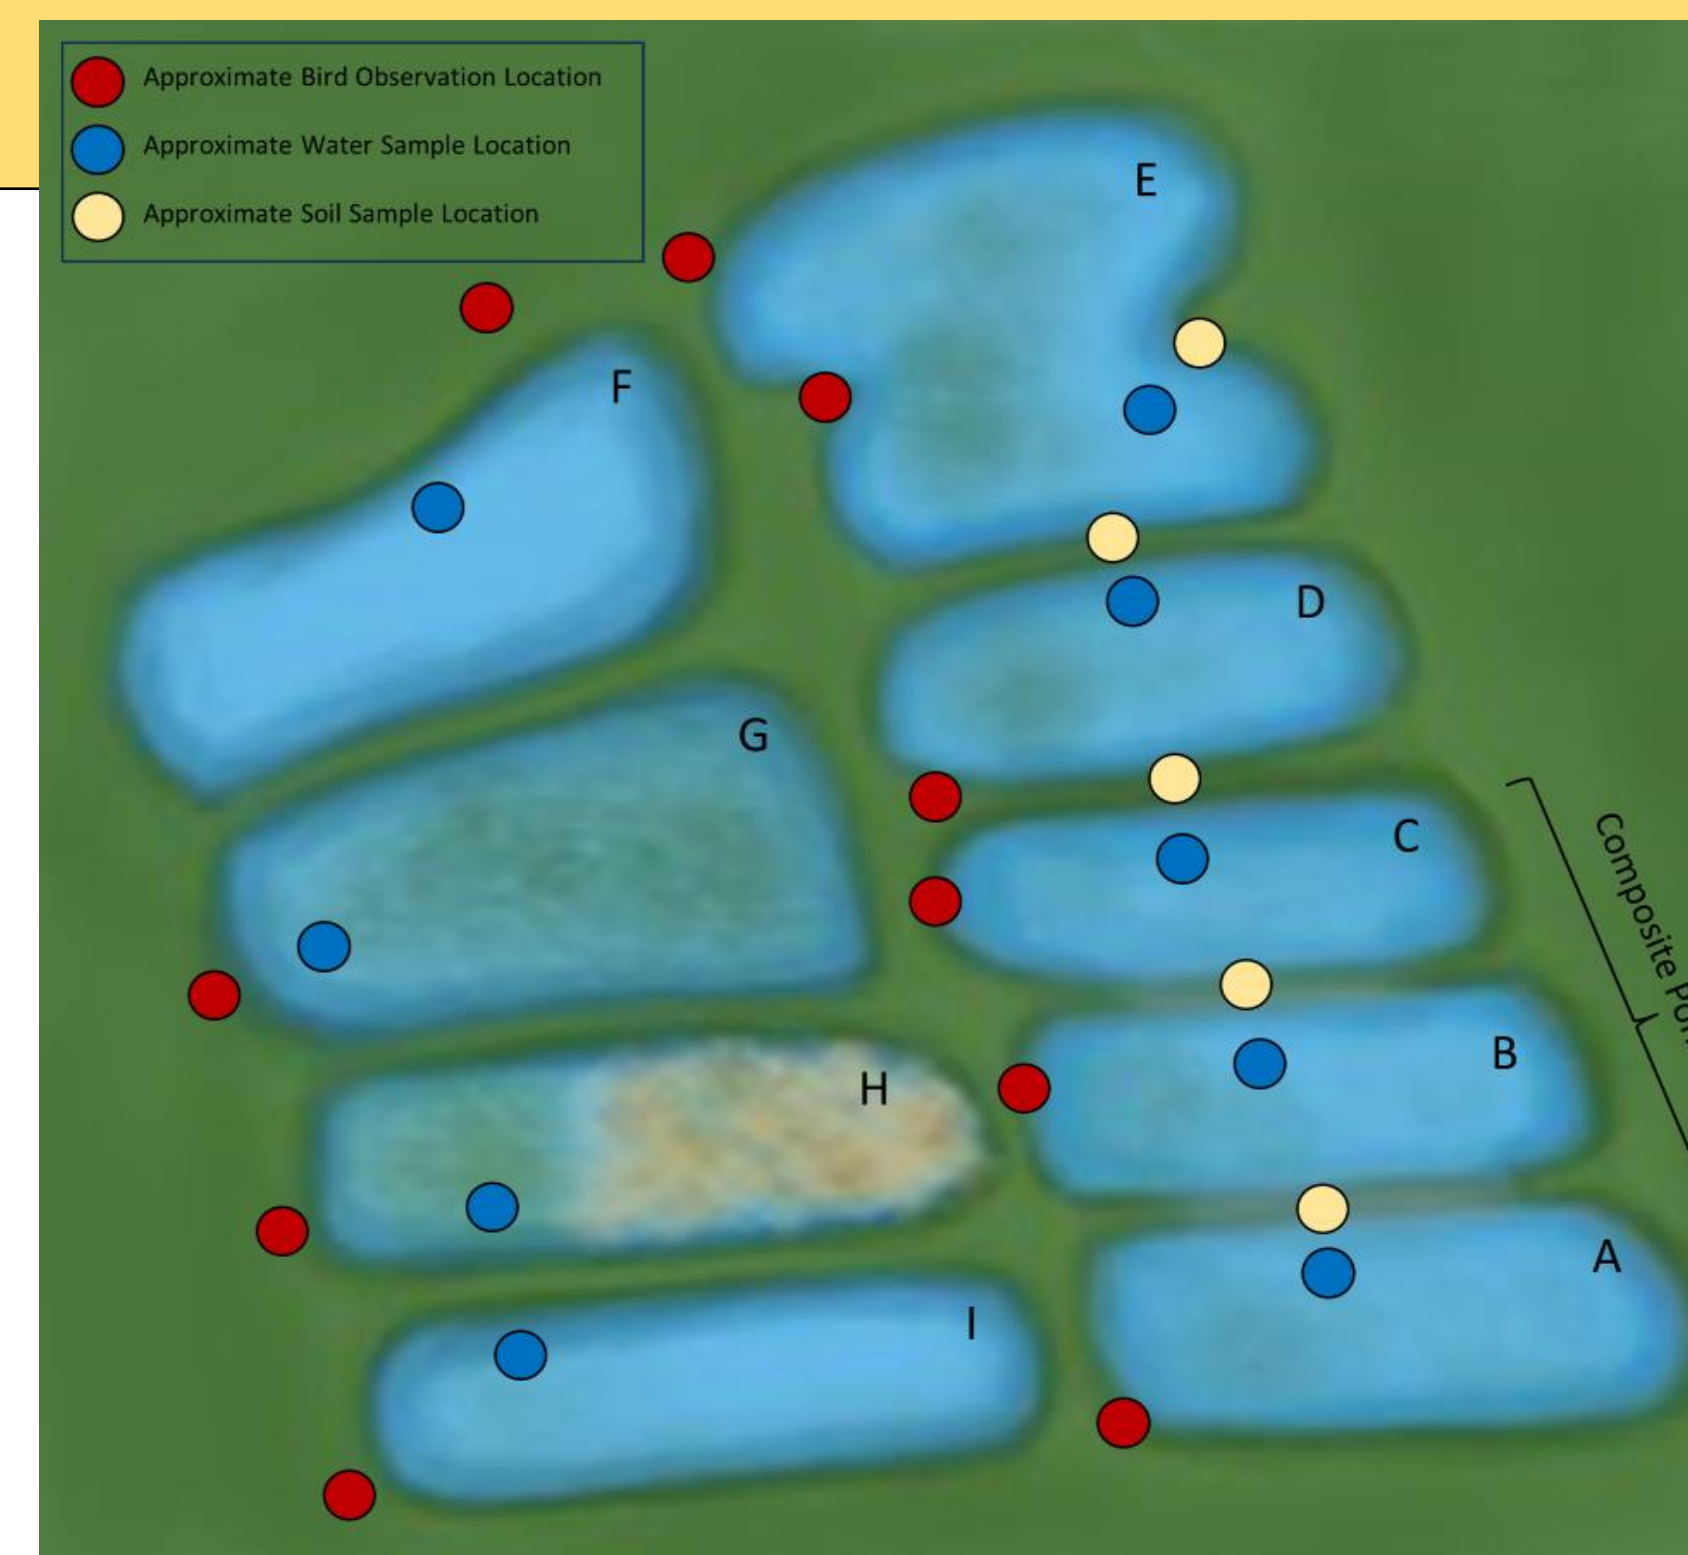 Approximate Bird Observation Location
Approximate Water Sample Location
Approximate Soil Sample Location
E
F
D
G
C
B
H
A
I
Composite